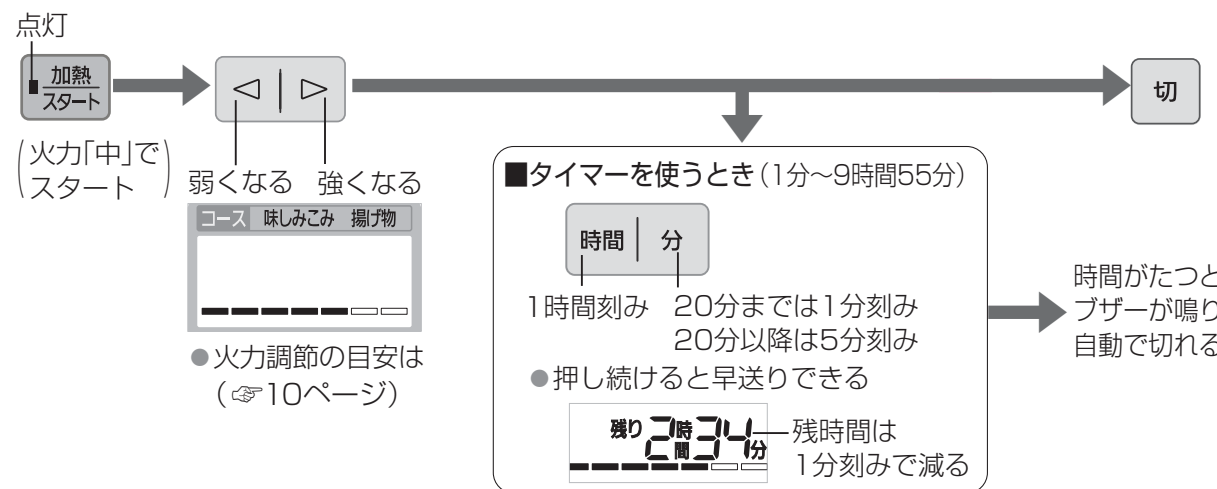 点灯
加熱
スタート
(火力「中」で
スタート)
◁ ▷
弱くなる 強くなる
コース 味しみこみ 揚げ物
●火力調節の目安は
(☞10ページ)
切
■タイマーを使うとき(1分～9時間55分)
時間 分
1時間刻み 20分までは1分刻み
20分以降は5分刻み
●押し続けると早送りできる
残り2時間34分
残時間は
1分刻みで減る
時間がたつと
ブザーが鳴り
自動で切れる